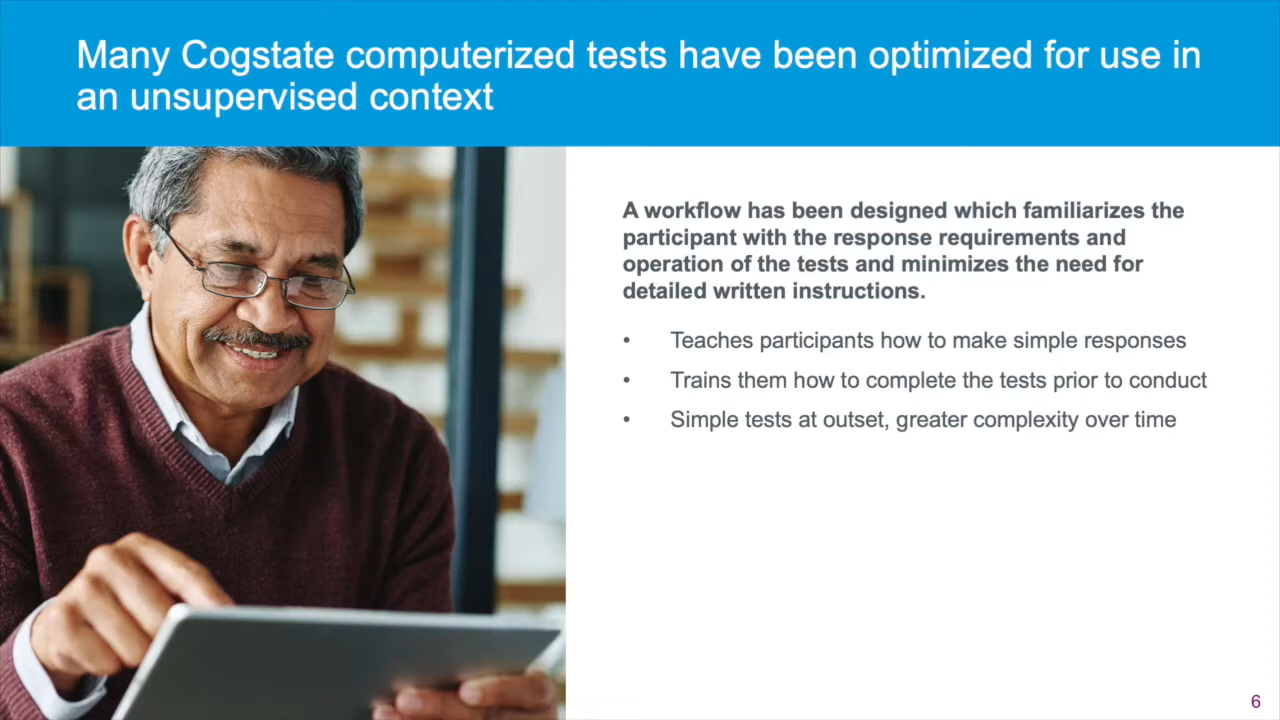 Many Cogstate computerized tests have been optimized for use in
an unsupervised context
A workflow has been designed which familiarizes the
participant with the response requirements and
operation of the tests and minimizes the need for
detailed written instructions.
• Teaches participants how to make simple responses
• Trains them how to complete the tests prior to conduct
• Simple tests at outset, greater complexity over time
6